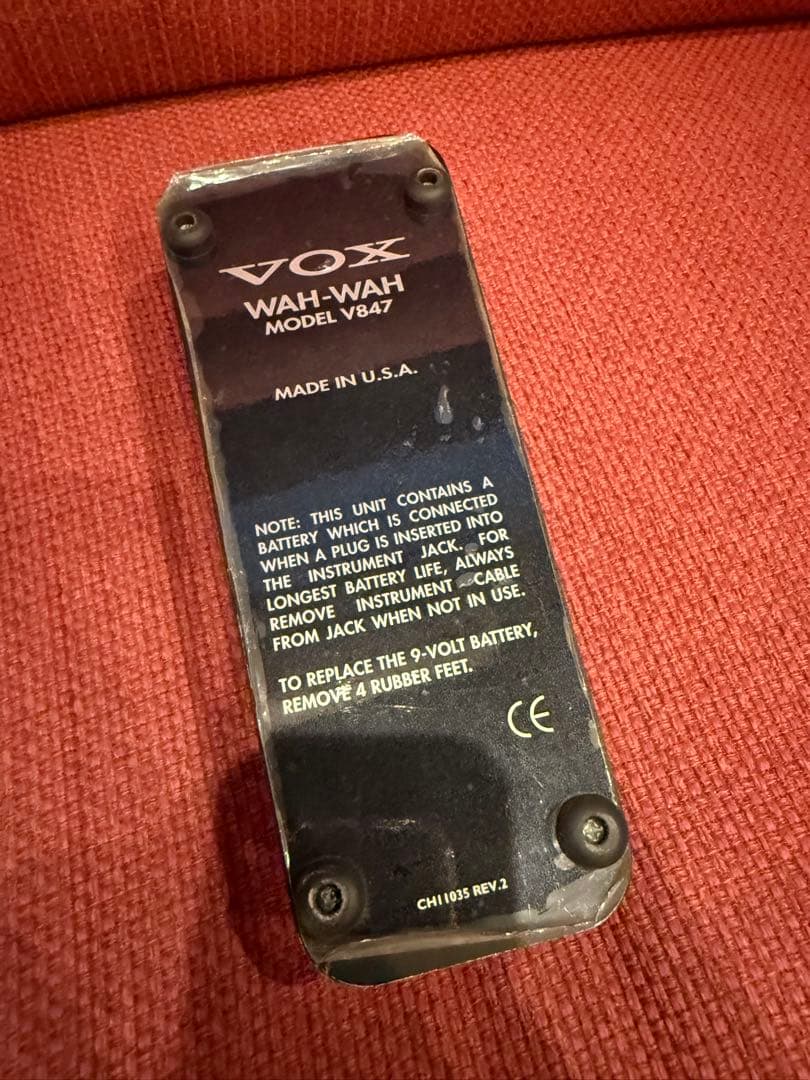 VOX
WAH-WAH
MODEL V847
MADE IN U.S.A.
NOTE: THIS UNIT CONTAINS A
BATTERY WHICH IS CONNECTED
WHEN A PLUG IS INSERTED INTO
THE INSTRUMENT JACK. FOR
LONGEST BATTERY LIFE, ALWAYS
REMOVE INSTRUMENT CABLE
FROM JACK WHEN NOT IN USE.
TO REPLACE THE 9-VOLT BATTERY,
REMOVE 4 RUBBER FEET.
CE
CH11035 REV.2